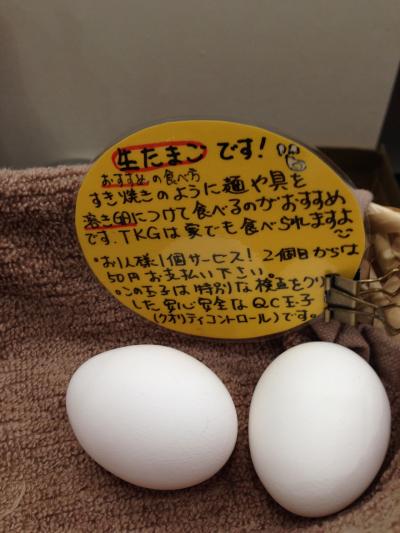 生たまごです!
おすすめの食べ方
すき焼きのように麺や具を
溶き卵につけて食べるのがおすすめ
です。TKGは家でも食べられますよ
*お1人様1個サービス! 2個目からは
50円お支払い下さい。
*この玉子は特別な検査をクリア
した安心安全なQC玉子
(クオリティコントロール)です。